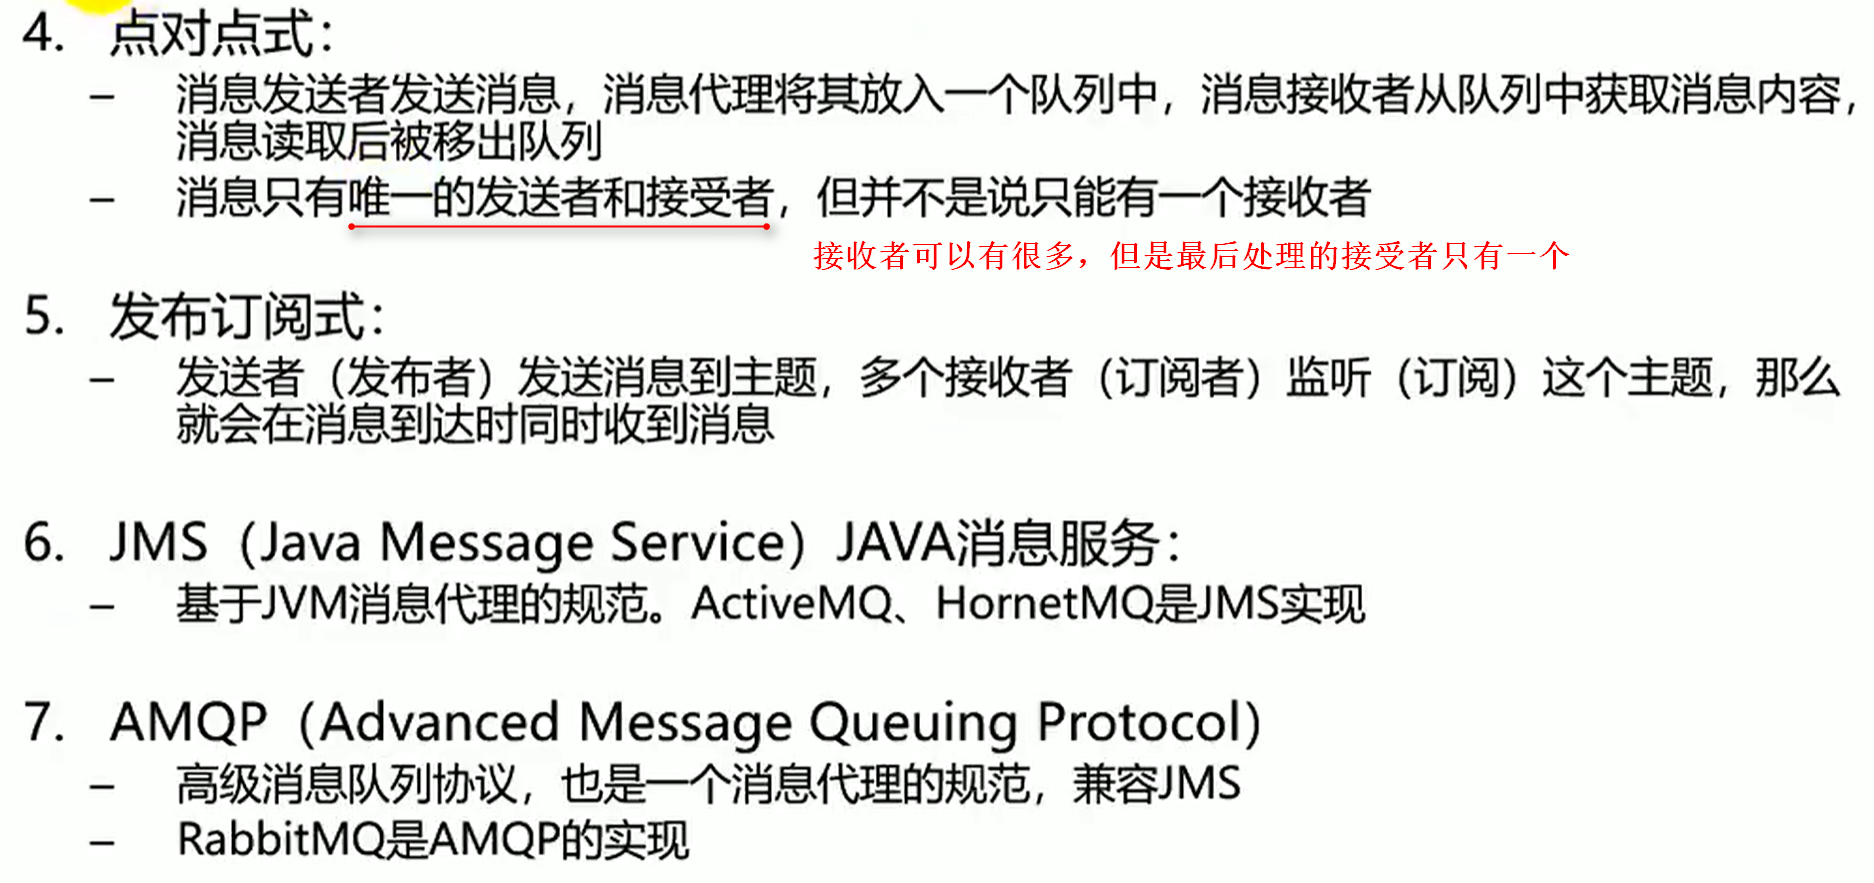 4. 点对点式：
– 消息发送者发送消息，消息代理将其放入一个队列中，消息接收者从队列中获取消息内容，
消息读取后被移出队列
– 消息只有唯一的发送者和接受者，但并不是说只能有一个接收者
接收者可以有很多，但是最后处理的接受者只有一个
5. 发布订阅式：
– 发送者（发布者）发送消息到主题，多个接收者（订阅者）监听（订阅）这个主题，那么
就会在消息到达时同时收到消息
6. JMS（Java Message Service）JAVA消息服务：
– 基于JVM消息代理的规范。ActiveMQ、HornetMQ是JMS实现
7. AMQP（Advanced Message Queuing Protocol）
– 高级消息队列协议，也是一个消息代理的规范，兼容JMS
– RabbitMQ是AMQP的实现